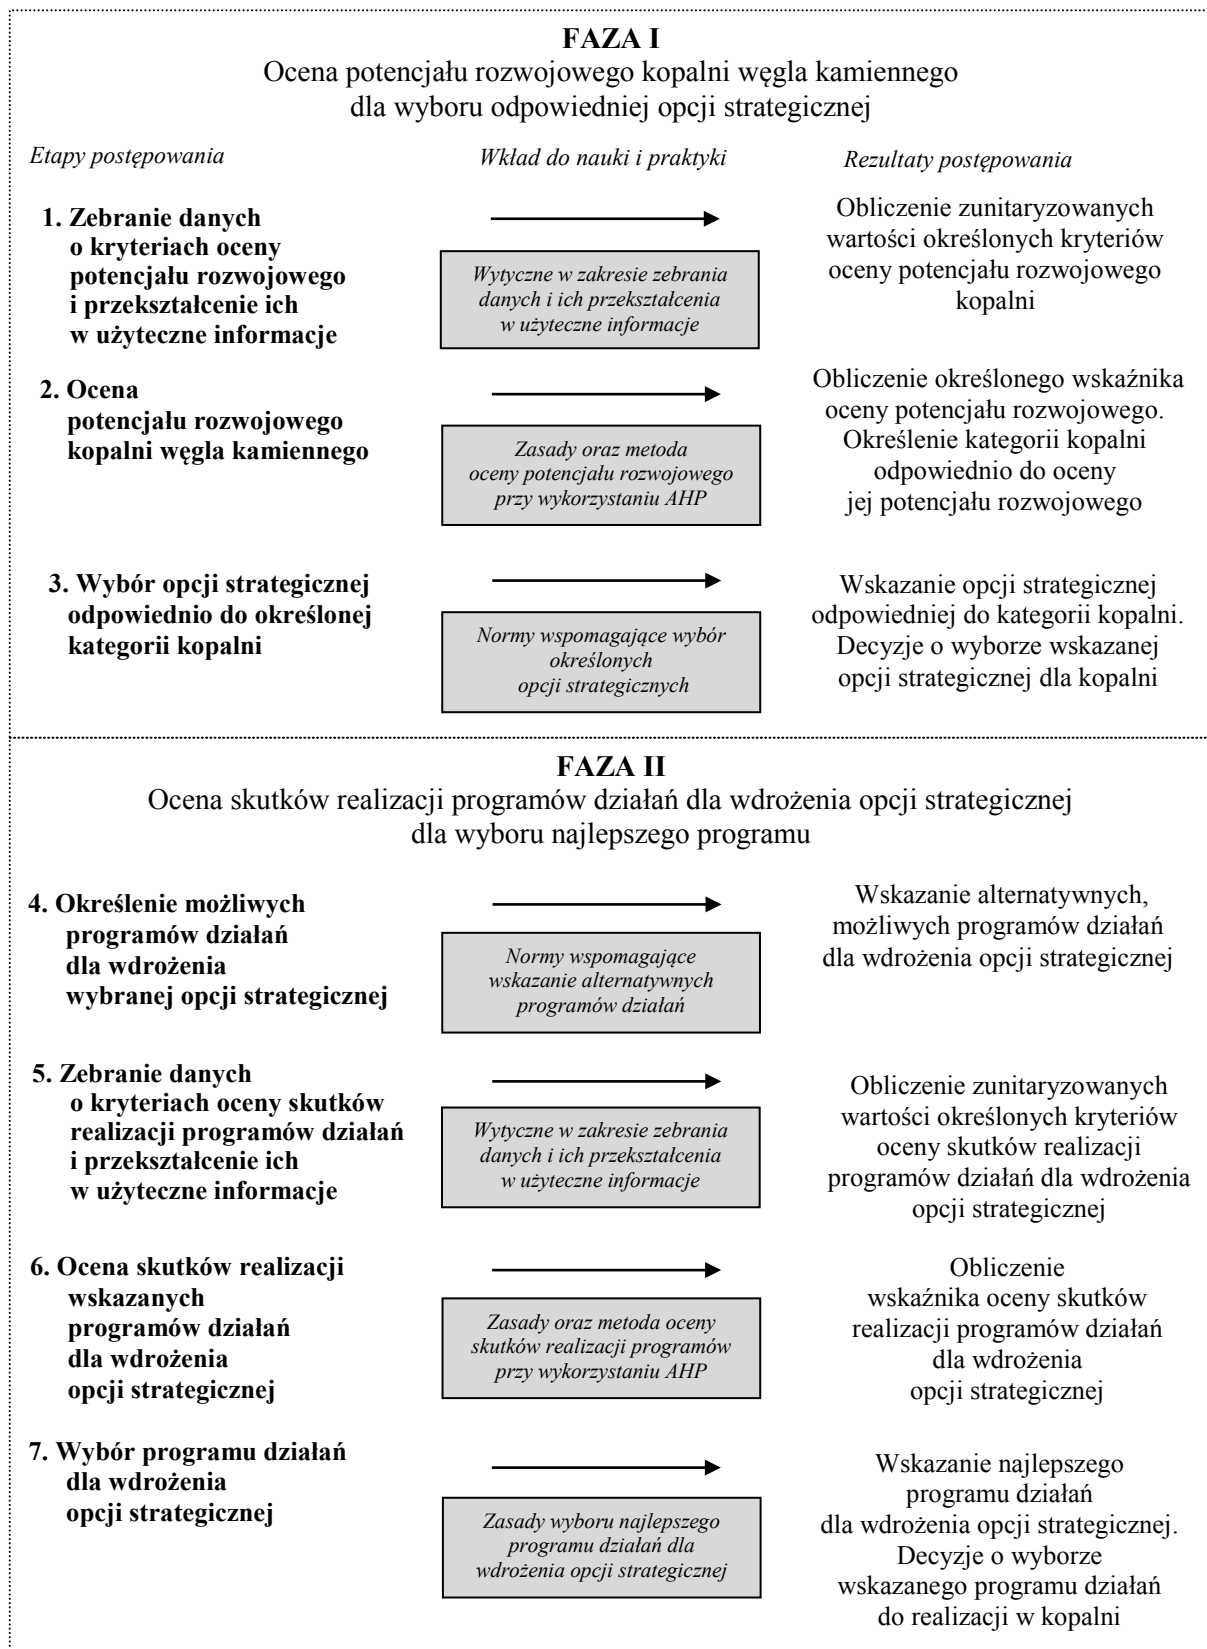 FAZA I
Ocena potencjału rozwojowego kopalni węgla kamiennego
dla wyboru odpowiedniej opcji strategicznej
Etapy postępowania
Wkład do nauki i praktyki
Rezultaty postępowania
1. Zebranie danych
o kryteriach oceny
potencjału rozwojowego
i przekształcenie ich
w użyteczne informacje
Wytyczne w zakresie zebrania
danych i ich przekształcenia
w użyteczne informacje
Obliczenie zunitaryzowanych
wartości określonych kryteriów
oceny potencjału rozwojowego
kopalni
2. Ocena
potencjału rozwojowego
kopalni węgla kamiennego
Zasady oraz metoda
oceny potencjału rozwojowego
przy wykorzystaniu AHP
Obliczenie określonego wskaźnika
oceny potencjału rozwojowego.
Określenie kategorii kopalni
odpowiednio do oceny
jej potencjału rozwojowego
3. Wybór opcji strategicznej
odpowiednio do określonej
kategorii kopalni
Normy wspomagające wybór
określonych
opcji strategicznych
Wskazanie opcji strategicznej
odpowiedniej do kategorii kopalni.
Decyzje o wyborze wskazanej
opcji strategicznej dla kopalni
FAZA II
Ocena skutków realizacji programów działań dla wdrożenia opcji strategicznej
dla wyboru najlepszego programu
4. Określenie możliwych
programów działań
dla wdrożenia
wybranej opcji strategicznej
Normy wspomagające
wskazanie alternatywnych
programów działań
Wskazanie alternatywnych,
możliwych programów działań
dla wdrożenia opcji strategicznej
5. Zebranie danych
o kryteriach oceny skutków
realizacji programów działań
i przekształcenie ich
w użyteczne informacje
Wytyczne w zakresie zebrania
danych i ich przekształcenia
w użyteczne informacje
Obliczenie zunitaryzowanych
wartości określonych kryteriów
oceny skutków realizacji
programów działań dla wdrożenia
opcji strategicznej
6. Ocena skutków realizacji
wskazanych
programów działań
dla wdrożenia
opcji strategicznej
Zasady oraz metoda oceny
skutków realizacji programów
przy wykorzystaniu AHP
Obliczenie
wskaźnika oceny skutków
realizacji programów działań
dla wdrożenia
opcji strategicznej
7. Wybór programu działań
dla wdrożenia
opcji strategicznej
Zasady wyboru najlepszego
programu działań dla
wdrożenia opcji strategicznej
Wskazanie najlepszego
programu działań
dla wdrożenia opcji strategicznej.
Decyzje o wyborze
wskazanego programu działań
do realizacji w kopalni